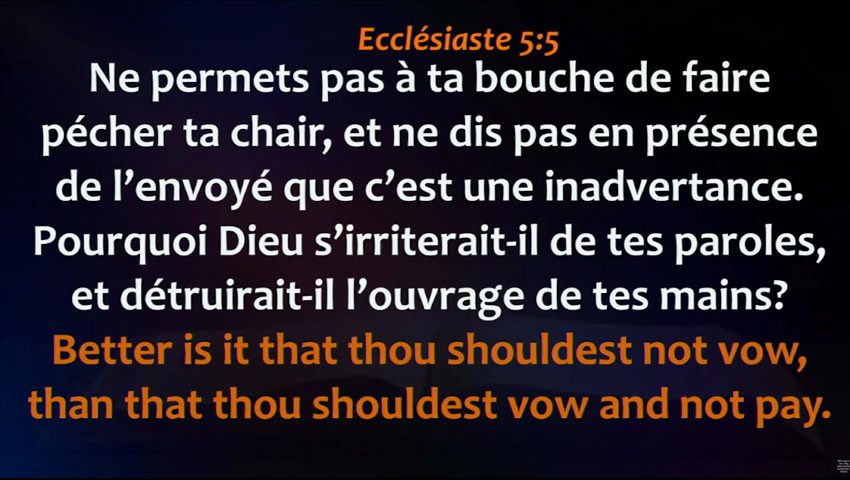 Ecclésiaste 5:5
Ne permets pas à ta bouche de faire
pécher ta chair, et ne dis pas en présence
de l’envoyé que c’est une inadvertance.
Pourquoi Dieu s’irriterait-il de tes paroles,
et détruirait-il l’ouvrage de tes mains?
Better is it that thou shouldest not vow,
than that thou shouldest vow and not pay.